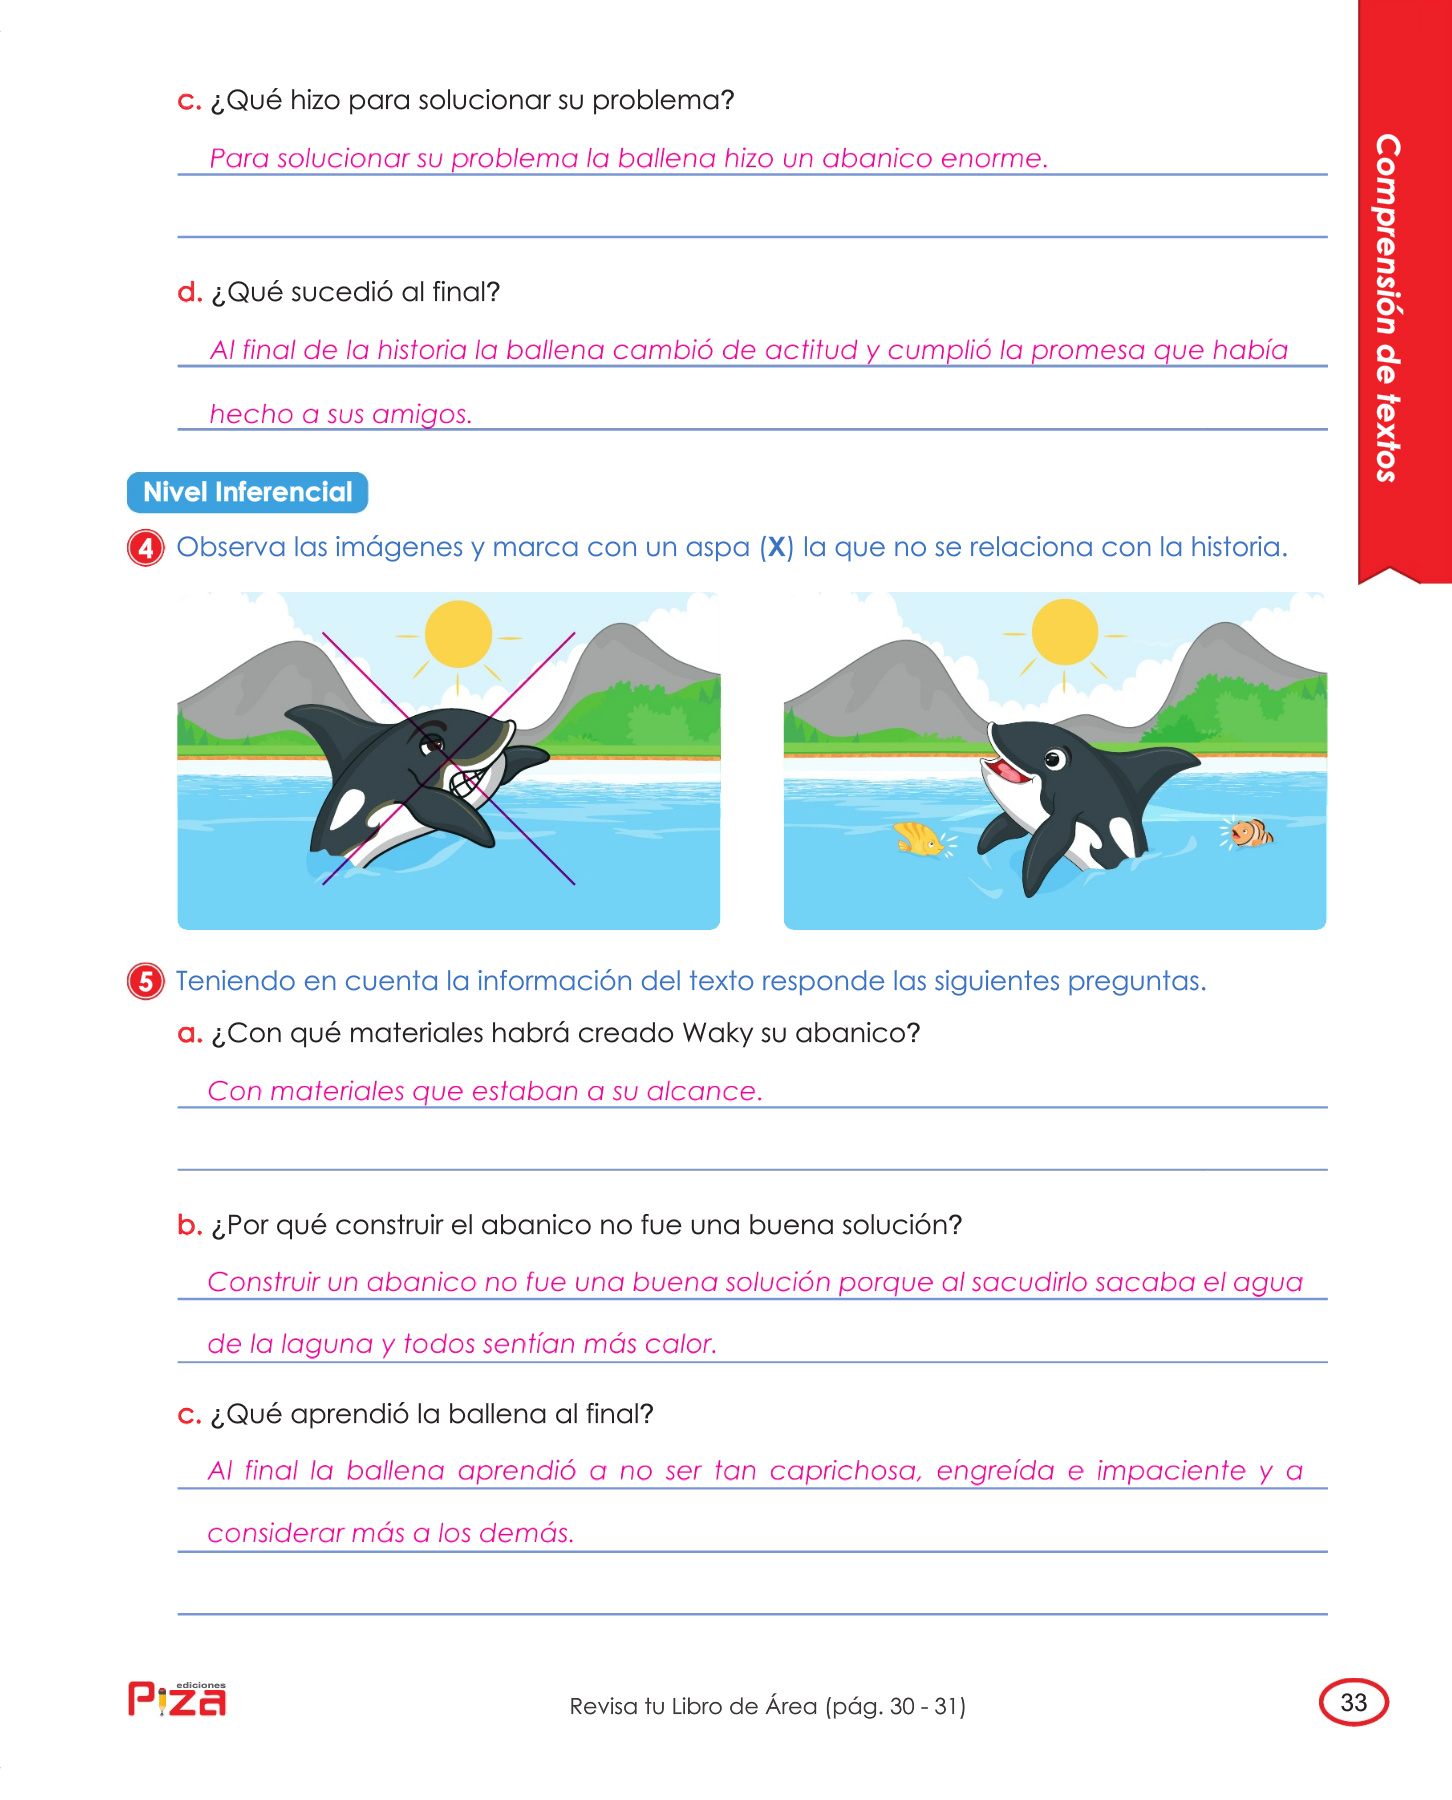 c. ¿Qué hizo para solucionar su problema?
Para solucionar su problema la ballena hizo un abanico enorme.
d. ¿Qué sucedió al final?
Al final de la historia la ballena cambió de actitud y cumplió la promesa que había
hecho a sus amigos.
Comprensión de textos
Nivel Inferencial
4 Observa las imágenes y marca con un aspa (X) la que no se relaciona con la historia.
5 Teniendo en cuenta la información del texto responde las siguientes preguntas.
a. ¿Con qué materiales habrá creado Waky su abanico?
Con materiales que estaban a su alcance.
b. ¿Por qué construir el abanico no fue una buena solución?
Construir un abanico no fue una buena solución porque al sacudirlo sacaba el agua
de la laguna y todos sentían más calor.
c. ¿Qué aprendió la ballena al final?
Al final la ballena aprendió a no ser tan caprichosa, engreída e impaciente y a
considerar más a los demás.
ediciones
Piza
Revisa tu Libro de Área (pág. 30 - 31)
33